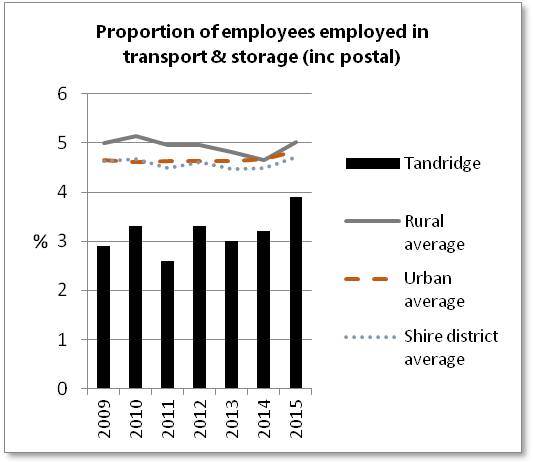 Proportion of employees employed in
transport & storage (inc postal)
6
5
4
3
2
1
0
%
2009
2010
2011
2012
2013
2014
2015
Tandridge
Rural
average
Urban
average
Shire district
average